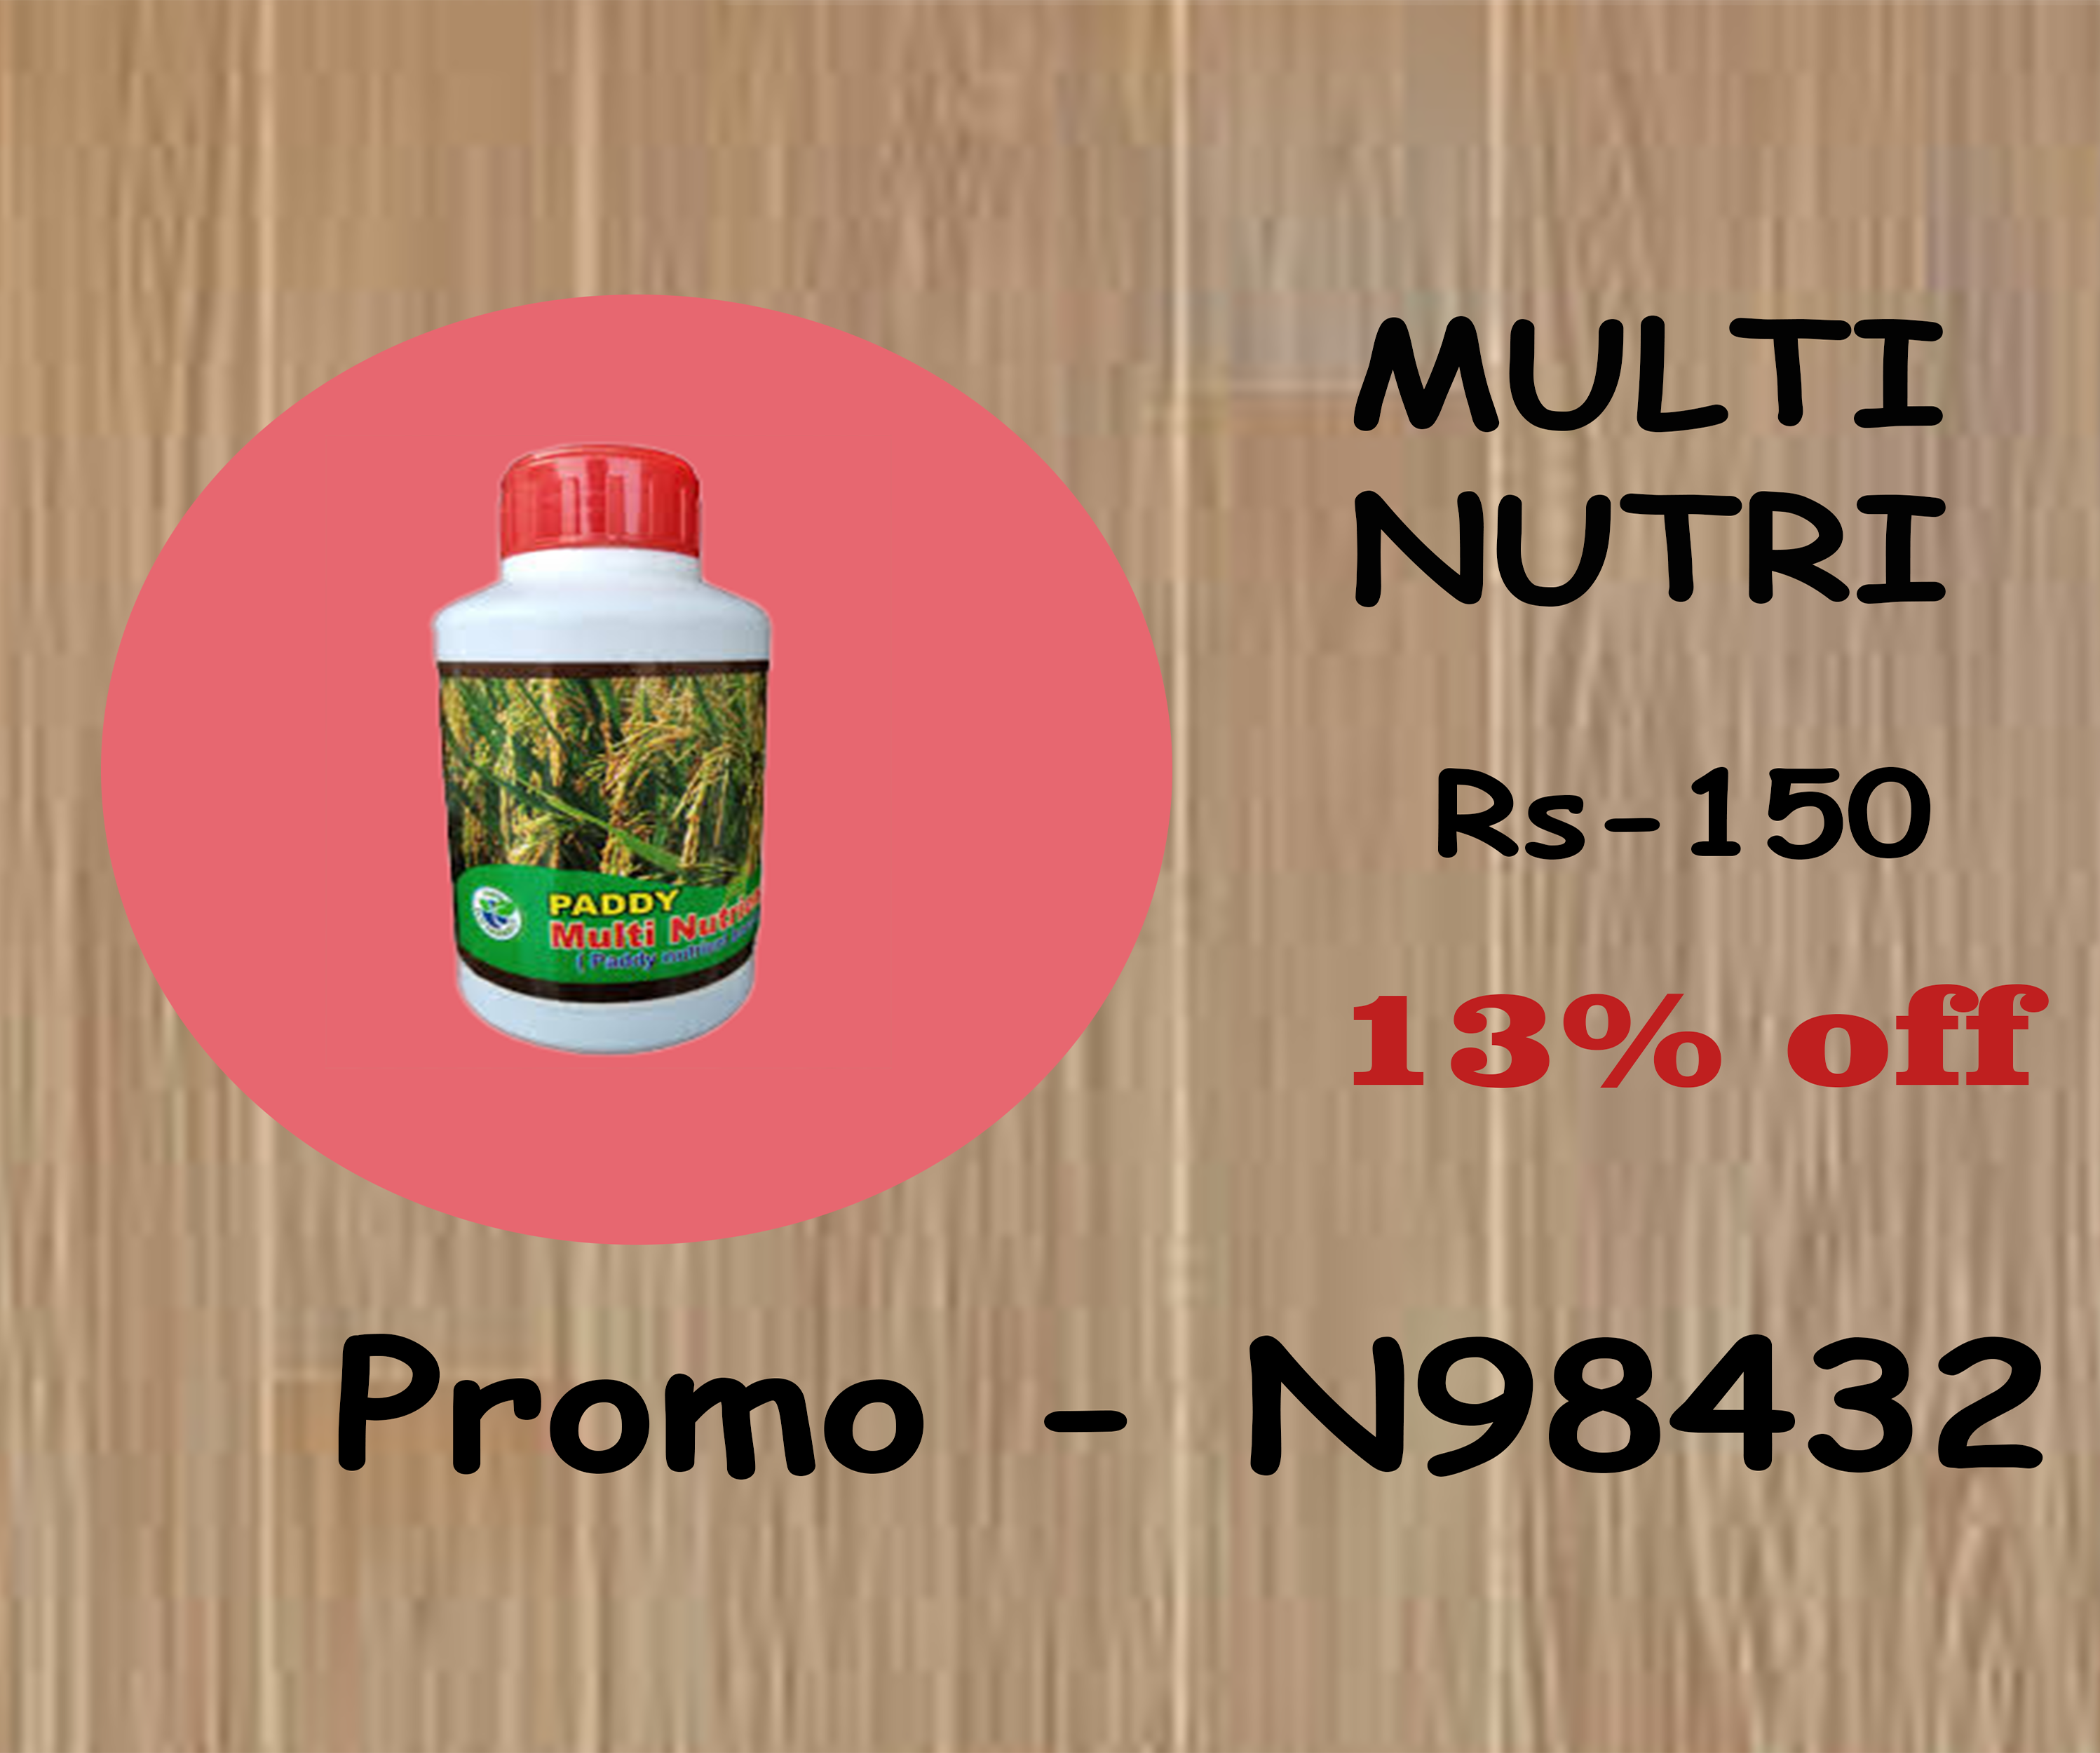 MULTI
NUTRI
Rs-150
13% off
PADDY
Multi
Promo - N98432